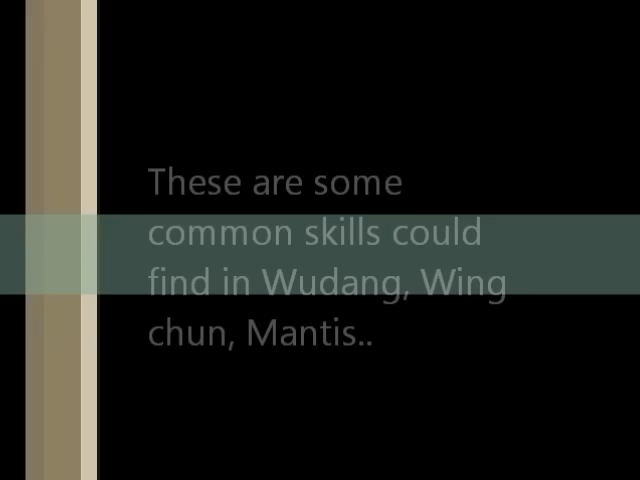 These are some
common skills could
find in Wudang, Wing
chun, Mantis..